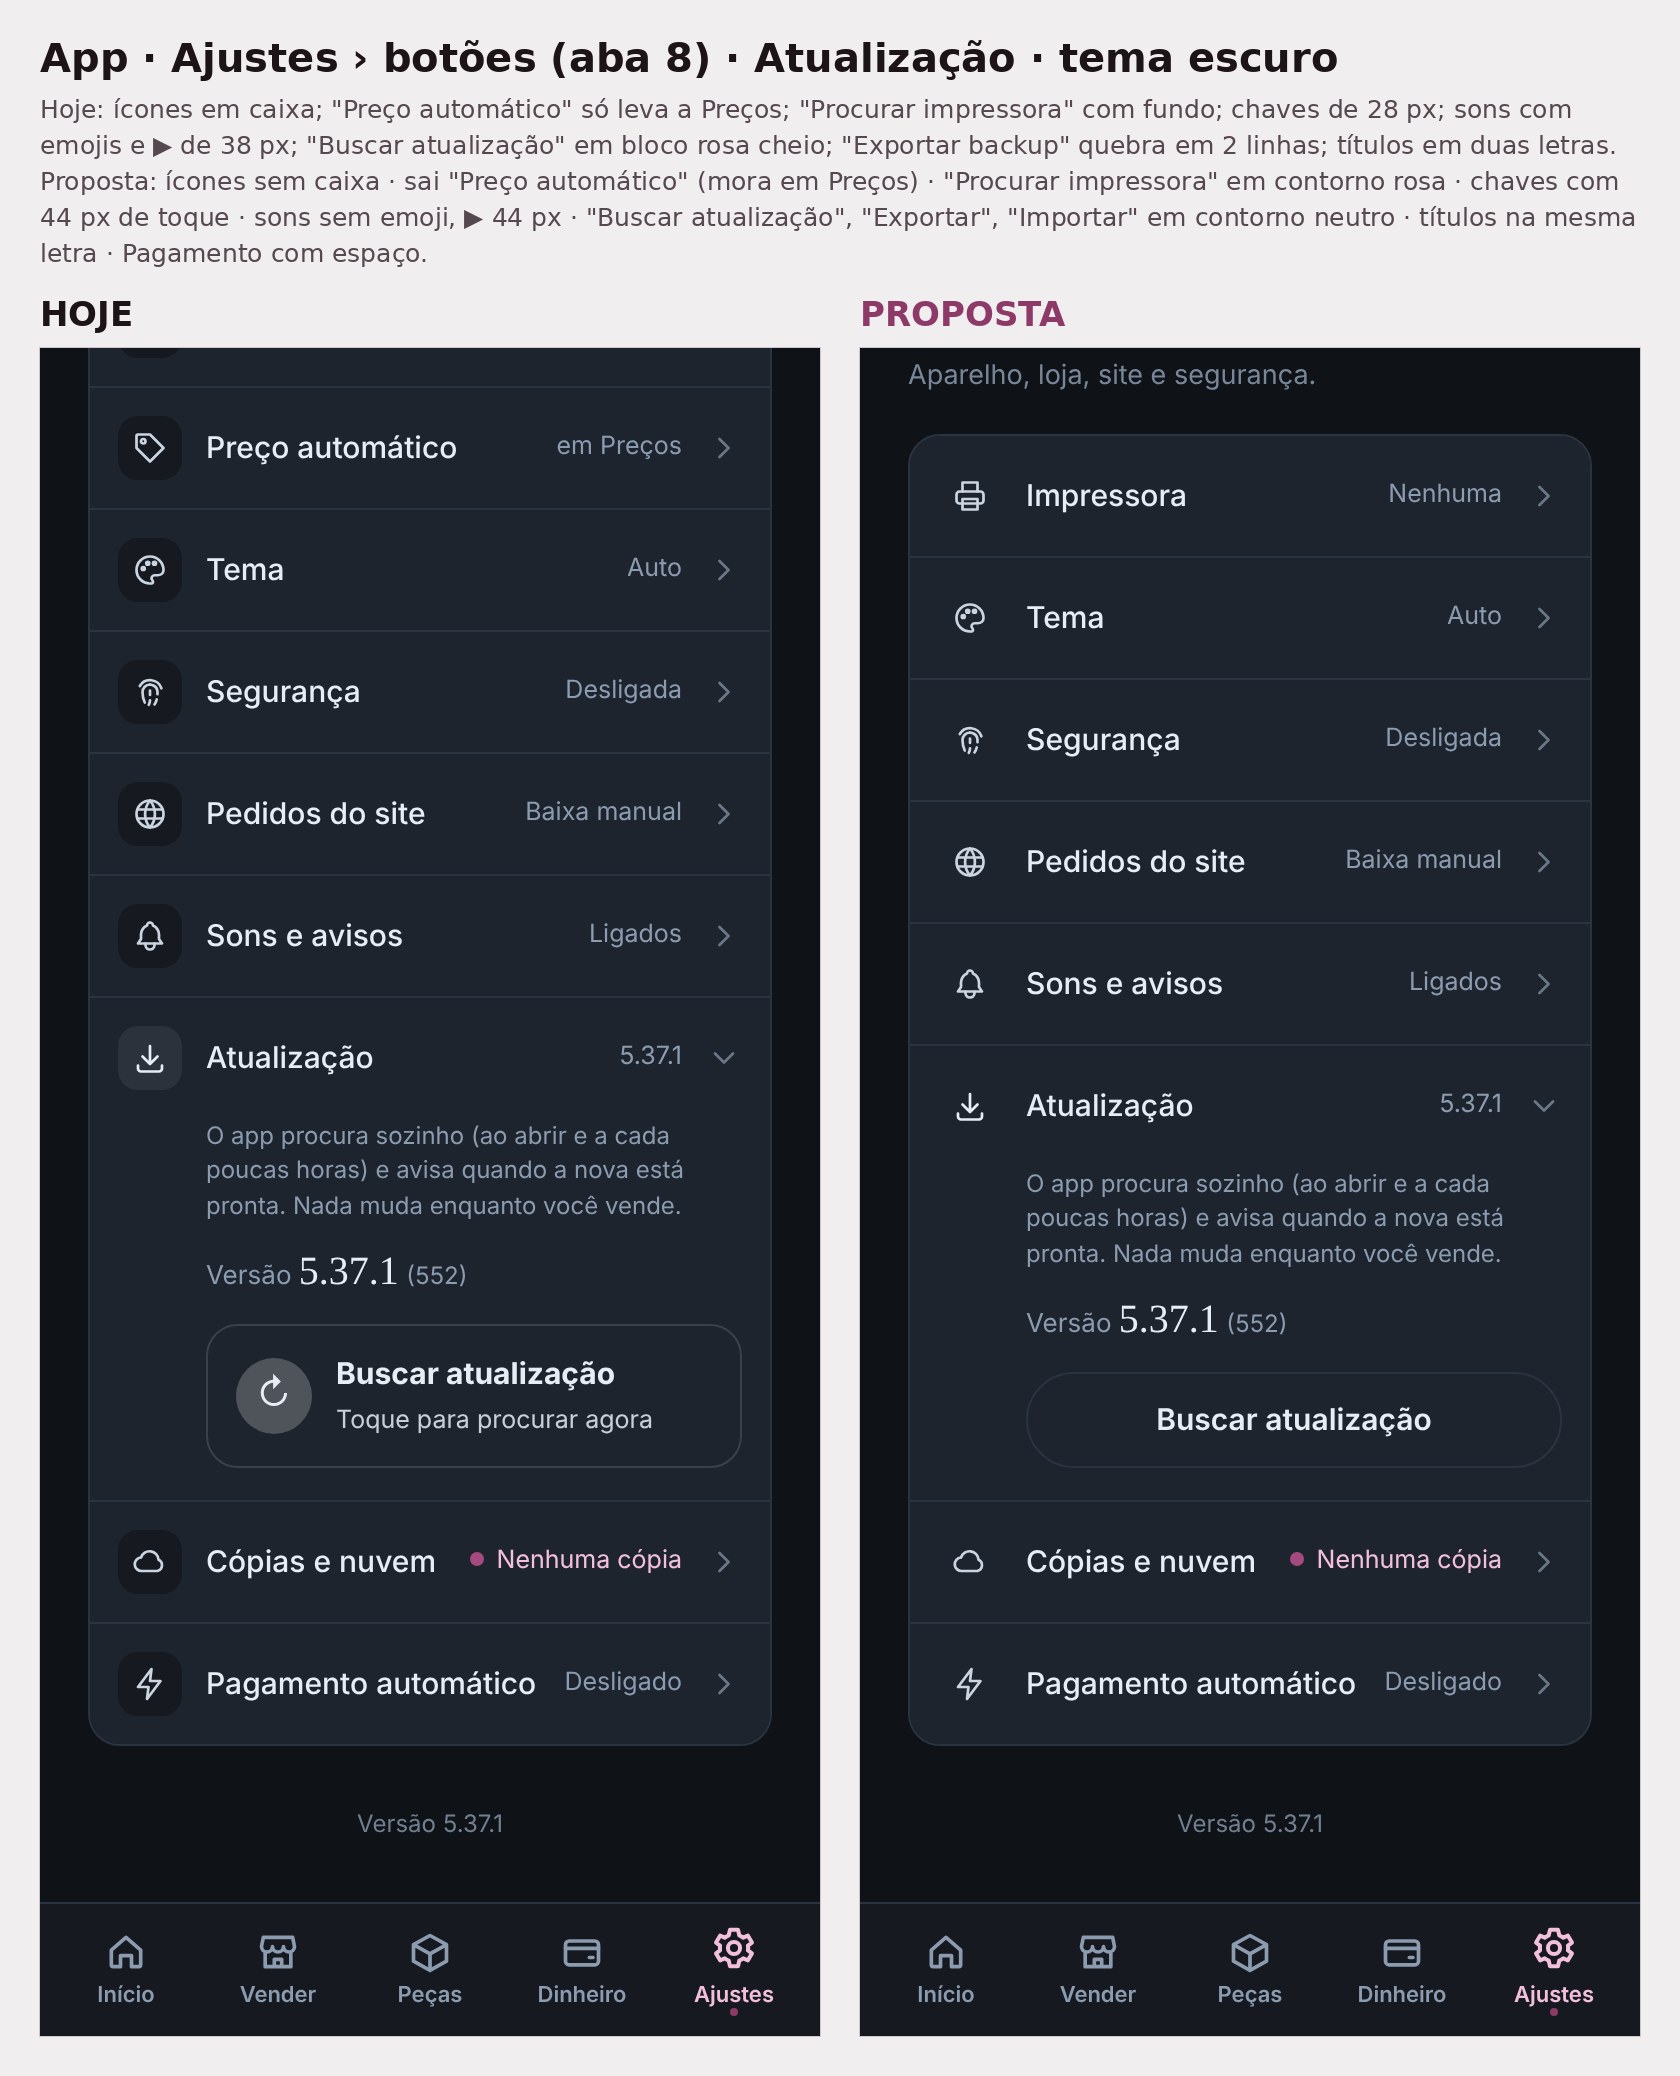 App · Ajustes › botões (aba 8) · Atualização · tema escuro
Hoje: ícones em caixa; "Preço automático" só leva a Preços; "Procurar impressora" com fundo; chaves de 28 px; sons com
emojis e ▶ de 38 px; "Buscar atualização" em bloco rosa cheio; "Exportar backup" quebra em 2 linhas; títulos em duas letras.
Proposta: ícones sem caixa · sai "Preço automático" (mora em Preços) · "Procurar impressora" em contorno rosa · chaves com
44 px de toque · sons sem emoji, ▶ 44 px · "Buscar atualização", "Exportar", "Importar" em contorno neutro · títulos na mesma
letra · Pagamento com espaço.
HOJE
Preço automático em Preços
Tema Auto
Segurança Desligada
Pedidos do site Baixa manual
Sons e avisos Ligados
Atualização 5.37.1
O app procura sozinho (ao abrir e a cada
poucas horas) e avisa quando a nova está
pronta. Nada muda enquanto você vende.
Versão 5.37.1 (552)
Buscar atualização
Toque para procurar agora
Cópias e nuvem Nenhuma cópia
Pagamento automático Desligado
Versão 5.37.1
Início Vender Peças Dinheiro Ajustes
PROPOSTA
Aparelho, loja, site e segurança.
Impressora Nenhuma
Tema Auto
Segurança Desligada
Pedidos do site Baixa manual
Sons e avisos Ligados
Atualização 5.37.1
O app procura sozinho (ao abrir e a cada
poucas horas) e avisa quando a nova está
pronta. Nada muda enquanto você vende.
Versão 5.37.1 (552)
Buscar atualização
Cópias e nuvem Nenhuma cópia
Pagamento automático Desligado
Versão 5.37.1
Início Vender Peças Dinheiro Ajustes